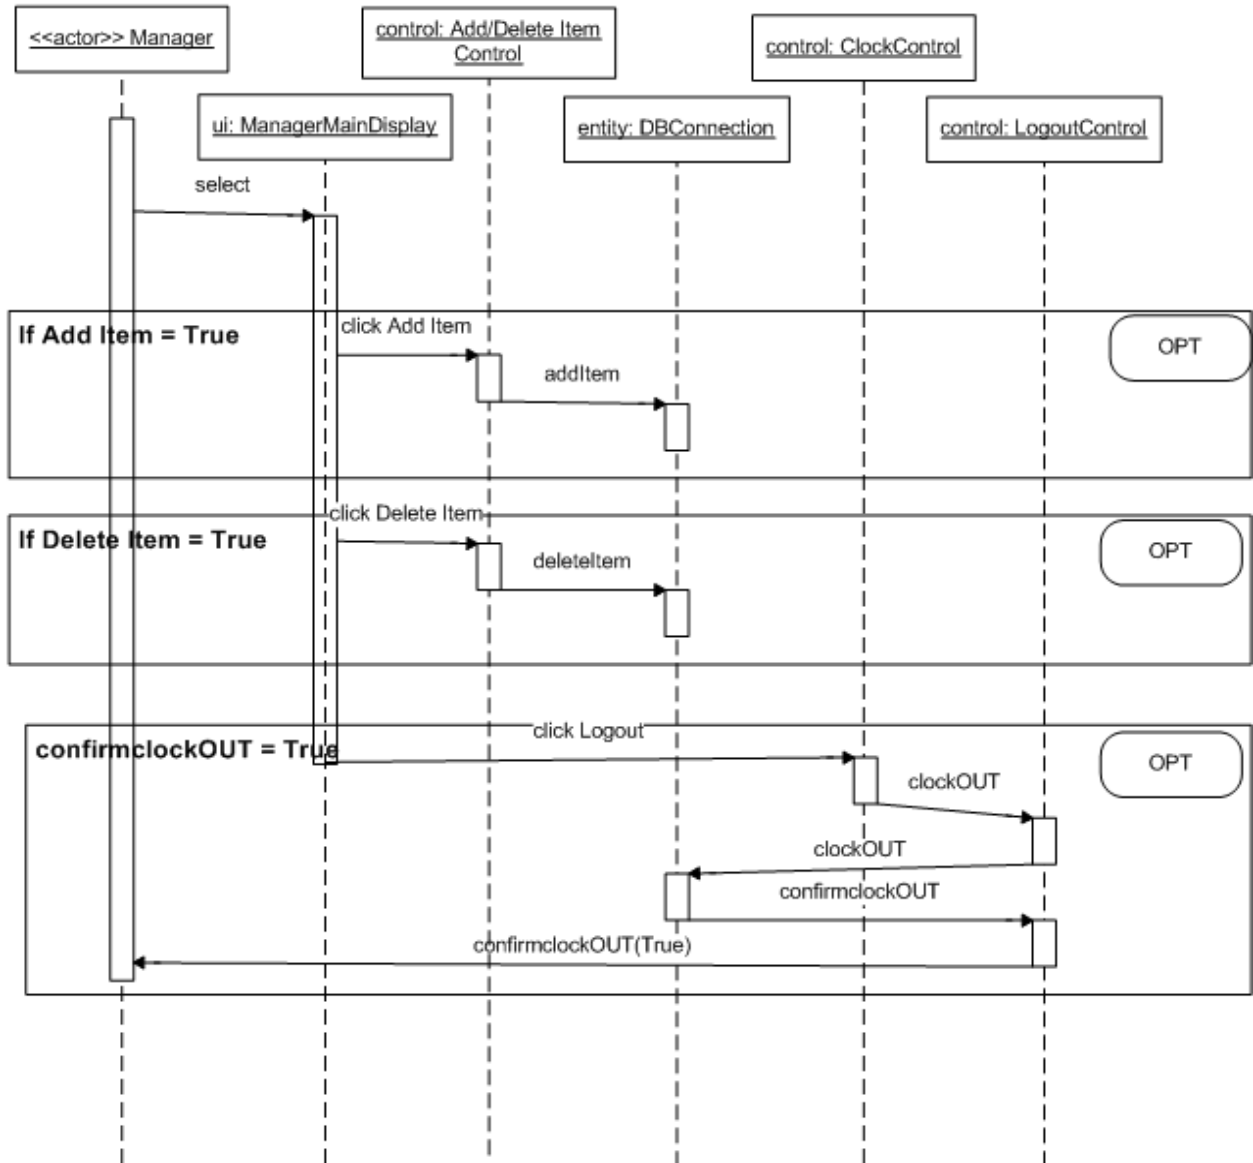 <<actor>> Manager
control: Add/Delete Item
Control
control: ClockControl
ui: ManagerMainDisplay
entity: DBConnection
control: LogoutControl
select
If Add Item = True
click Add Item
OPT
addItem
click Delete Item
If Delete Item = True
OPT
deleteItem
click Logout
confirmclockOUT = True
OPT
clockOUT
clockOUT
confirmclockOUT
confirmclockOUT(True)